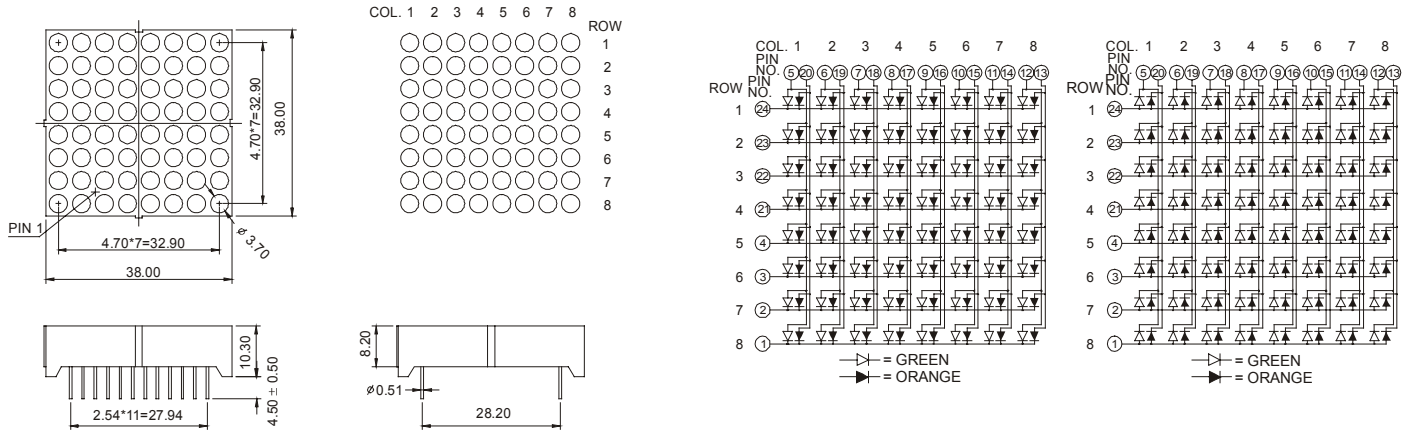 COL. 1 2 3 4 5 6 7 8
ROW
1
2
3
4
5
6
7
8
4.70*7=32.90
38.00
PIN 1
4.70*7=32.90
38.00
ø 3.70
10.30
4.50 ± 0.50
2.54*11=27.94
8.20
ø0.51
28.20
COL. 1 2 3 4 5 6 7 8
PIN NO. 5 20 6 19 7 18 8 17 9 16 10 15 11 14 12 13
ROW PIN NO.
1 24
2 23
3 22
4 21
5 4
6 3
7 2
8 1
= GREEN
= ORANGE
COL. 1 2 3 4 5 6 7 8
PIN NO. 5 20 6 19 7 18 8 17 9 16 10 15 11 14 12 13
ROW PIN NO.
1 24
2 23
3 22
4 21
5 4
6 3
7 2
8 1
= GREEN
= ORANGE